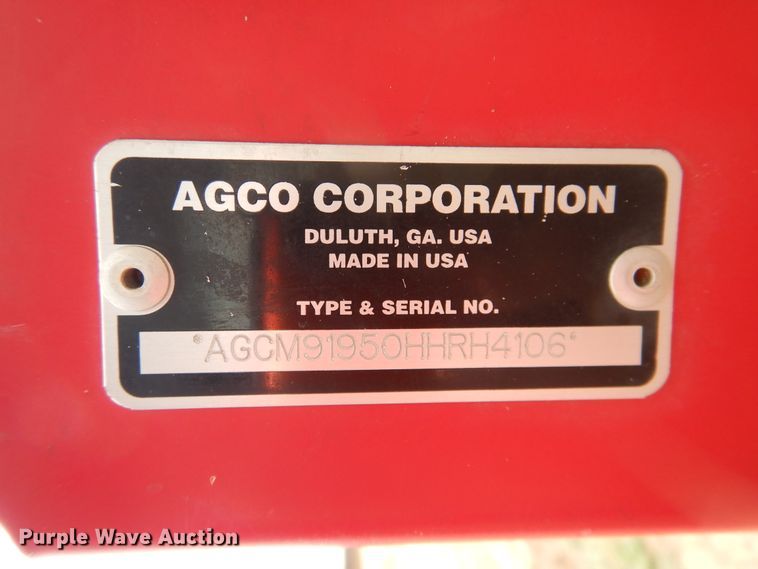 AGCO CORPORATION
DULUTH, GA. USA
MADE IN USA
TYPE & SERIAL NO.
*AGCM91950HHRH4106*
Purple Wave Auction